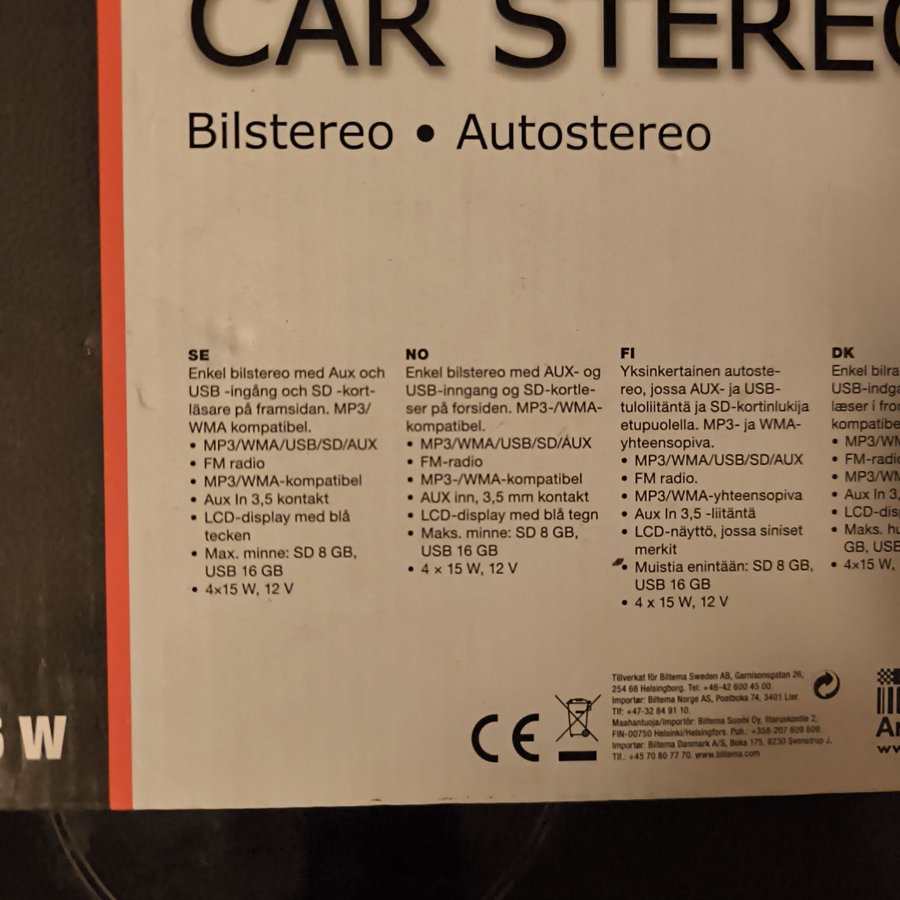 CAR STEREO
Bilstereo • Autostereo
SE
Enkel bilstereo med Aux och
USB -ingång och SD -kort-
läsare på framsidan. MP3/
WMA kompatibel.
• MP3/WMA/USB/SD/AUX
• FM radio
• MP3/WMA-kompatibel
• Aux In 3,5 kontakt
• LCD-display med blå
tecken
• Max. minne: SD 8 GB,
USB 16 GB
• 4×15 W, 12 V
NO
Enkel bilstereo med AUX- og
USB-inngang og SD-kortle-
ser på forsiden. MP3-/WMA-
kompatibel.
• MP3/WMA/USB/SD/AUX
• FM-radio
• MP3-/WMA-kompatibel
• AUX inn, 3,5 mm kontakt
• LCD-display med blå tegn
• Maks. minne: SD 8 GB,
USB 16 GB
• 4 × 15 W, 12 V
FI
Yksinkertainen autoste-
reo, jossa AUX- ja USB-
tuloliitäntä ja SD-kortinlukija
etupuolella. MP3- ja WMA-
yhteensopiva.
• MP3/WMA/USB/SD/AUX
• FM radio.
• MP3/WMA-yhteensopiva
• Aux In 3,5 -liitäntä
• LCD-näyttö, jossa siniset
merkit
• Muistia enintään: SD 8 GB,
USB 16 GB
• 4 x 15 W, 12 V
DK
Enkel
USB-indg
læser i
kompatibe
• MP3/W
• FM-radio
• MP3/W
• Aux In 3,
• LCD-disp
• Maks.
GB, USB
• 4×15 W,
W
CE
Tillverkat för Biltema Sweden AB, Garnisonsgatan 26,
254 66 Helsingborg. Tel: +46-42 600 45 00.
Importør: Biltema Norge AS, Postboks 74, 3401 Lier.
Tlf: +47-32 84 91 10.
Maahantuoja/Importör: Biltema Suomi Oy, Iltaruskontie 2,
FIN-00750 Helsinki/Helsingfors. Puh.: +358-207 609 609.
Importør: Biltema Danmark A/S, Boks 175, 9230 Svenstrup J,
Tlf.: +45 70 80 77 70. www.biltema.com